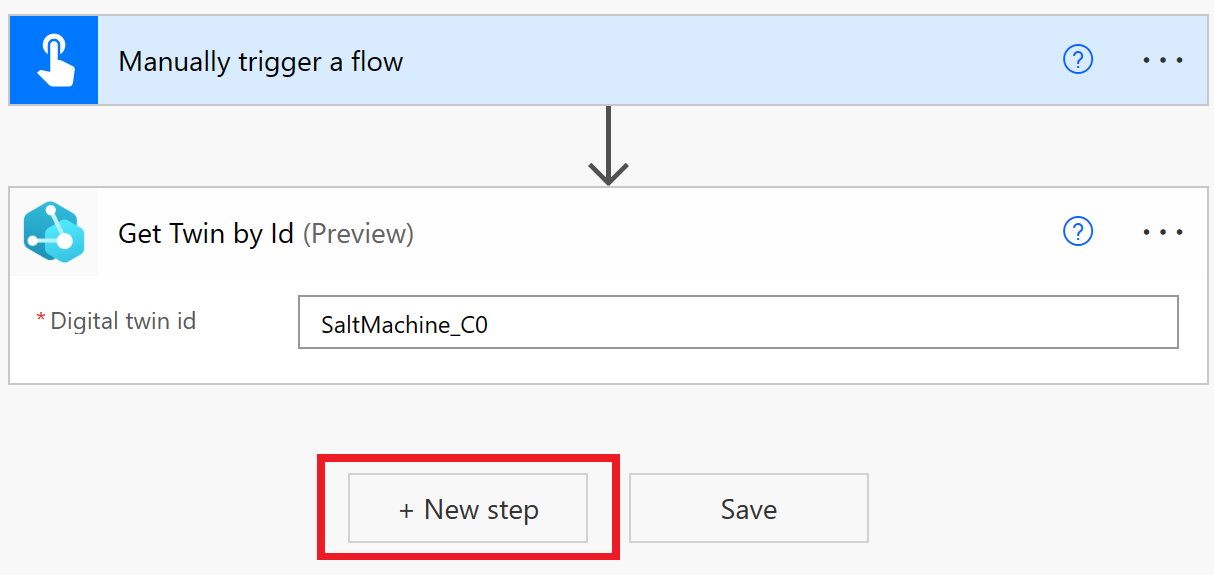 Manually trigger a flow
?
Get Twin by Id (Preview)
?
* Digital twin id
SaltMachine_C0
+ New step
Save